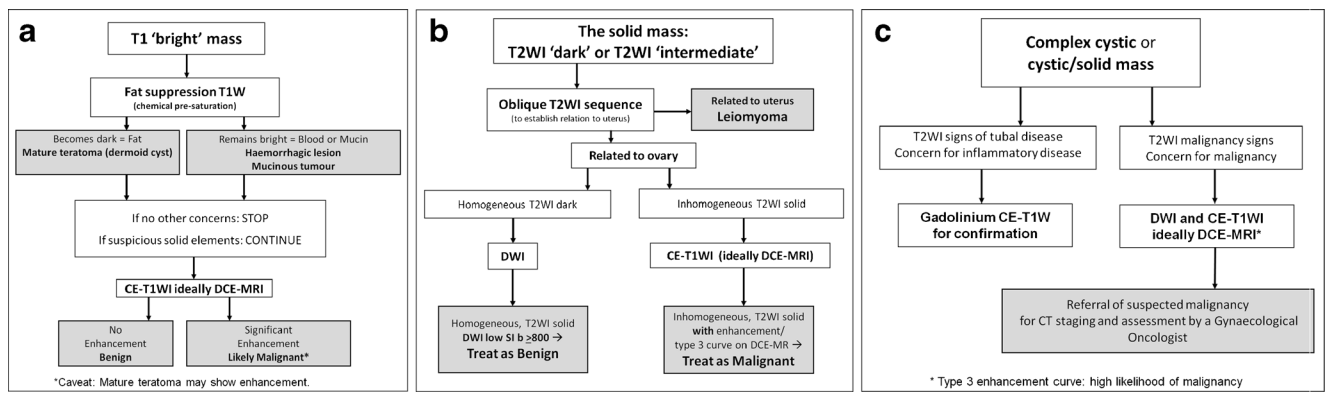 a
T1 ‘bright’ mass
Fat suppression T1W
(chemical pre-saturation)
Becomes dark = Fat
Mature teratoma (dermoid cyst)
Remains bright = Blood or Mucin
Haemorrhagic lesion
Mucinous tumour
If no other concerns: STOP
If suspicious solid elements: CONTINUE
CE-T1WI ideally DCE-MRI
No
Enhancement
Benign
Significant
Enhancement
Likely Malignant*
*Caveat: Mature teratoma may show enhancement.
b
The solid mass:
T2WI ‘dark’ or T2WI ‘intermediate’
Oblique T2WI sequence
(to establish relation to uterus)
Related to uterus
Leiomyoma
Related to ovary
Homogeneous T2WI dark
Inhomogeneous T2WI solid
DWI
CE-T1WI (ideally DCE-MRI)
Homogeneous, T2WI solid
DWI low SI b ≥800 →
Treat as Benign
Inhomogeneous, T2WI solid
with enhancement/
type 3 curve on DCE-MR →
Treat as Malignant
c
Complex cystic or
cystic/solid mass
T2WI signs of tubal disease
Concern for inflammatory disease
T2WI malignancy signs
Concern for malignancy
Gadolinium CE-T1W
for confirmation
DWI and CE-T1WI
ideally DCE-MRI*
Referral of suspected malignancy
for CT staging and assessment by a Gynaecological
Oncologist
* Type 3 enhancement curve: high likelihood of malignancy